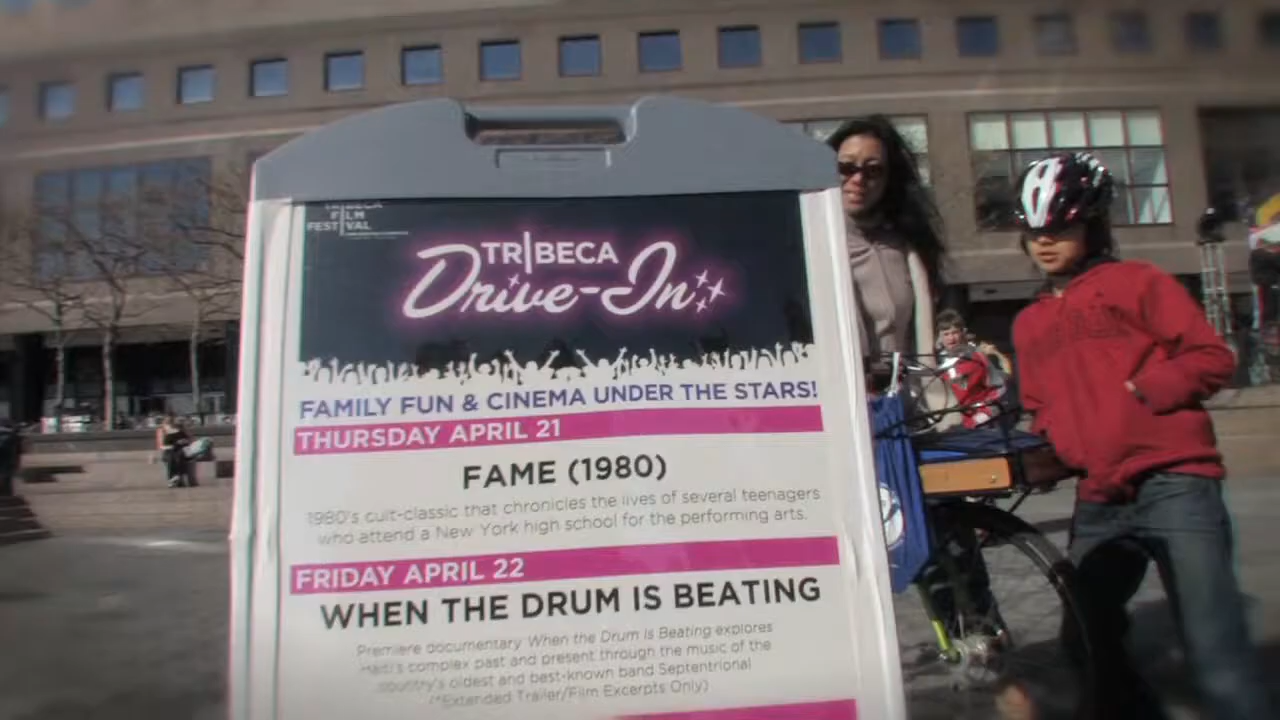 TRIBECA
FILM
FESTIVAL
TRIBECA
Drive-In
FAMILY FUN & CINEMA UNDER THE STARS!
THURSDAY APRIL 21
FAME (1980)
1980's cult-classic that chronicles the lives of several teenagers
who attend a New York high school for the performing arts.
FRIDAY APRIL 22
WHEN THE DRUM IS BEATING
Premiere documentary When the Drum Is Beating explores
Haiti's complex past and present through the music of the
country's oldest and best-known band Septentrional
(*Extended Trailer/Film Excerpts Only)